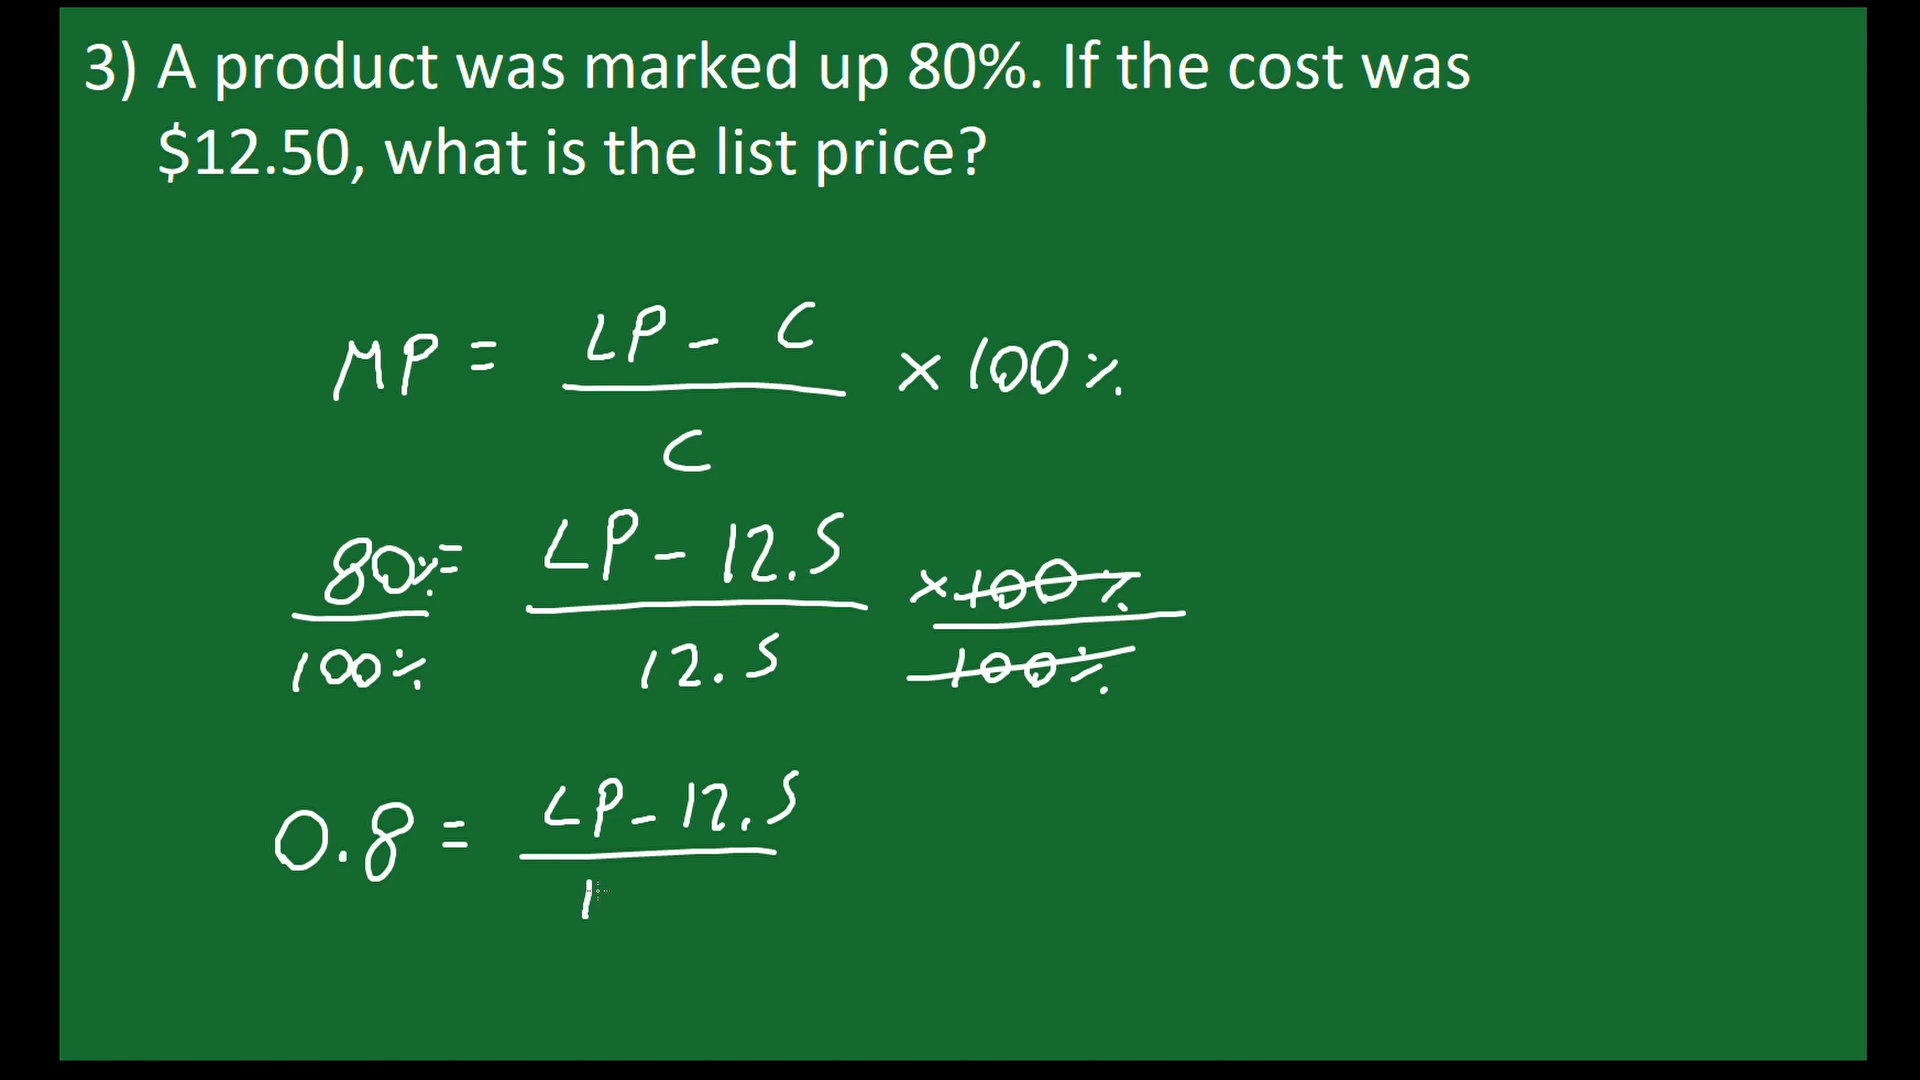 3) A product was marked up 80%. If the cost was
$12.50, what is the list price?
MP = LP - C × 100%
C
80% = LP - 12.5 × 100%
100% 12.5 100%
0.8 = LP - 12.5
1